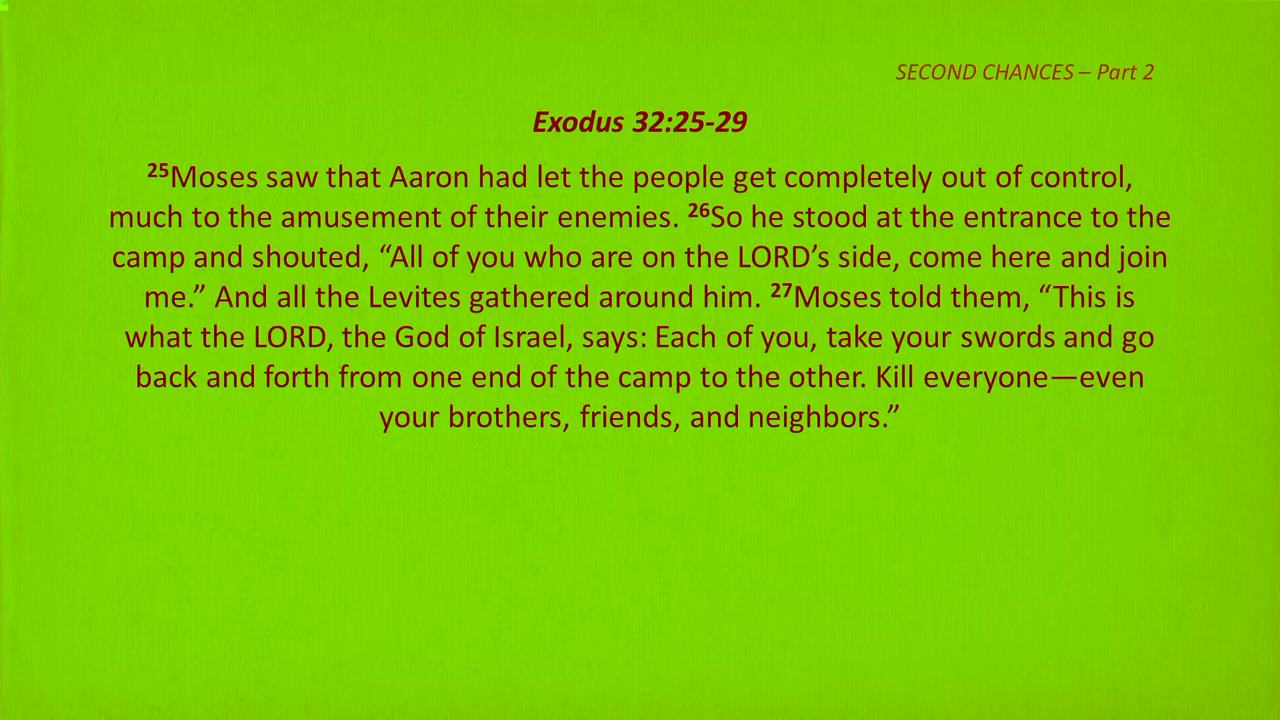 SECOND CHANCES – Part 2
Exodus 32:25-29
25Moses saw that Aaron had let the people get completely out of control,
much to the amusement of their enemies. 26So he stood at the entrance to the
camp and shouted, “All of you who are on the LORD’s side, come here and join
me.” And all the Levites gathered around him. 27Moses told them, “This is
what the LORD, the God of Israel, says: Each of you, take your swords and go
back and forth from one end of the camp to the other. Kill everyone—even
your brothers, friends, and neighbors.”